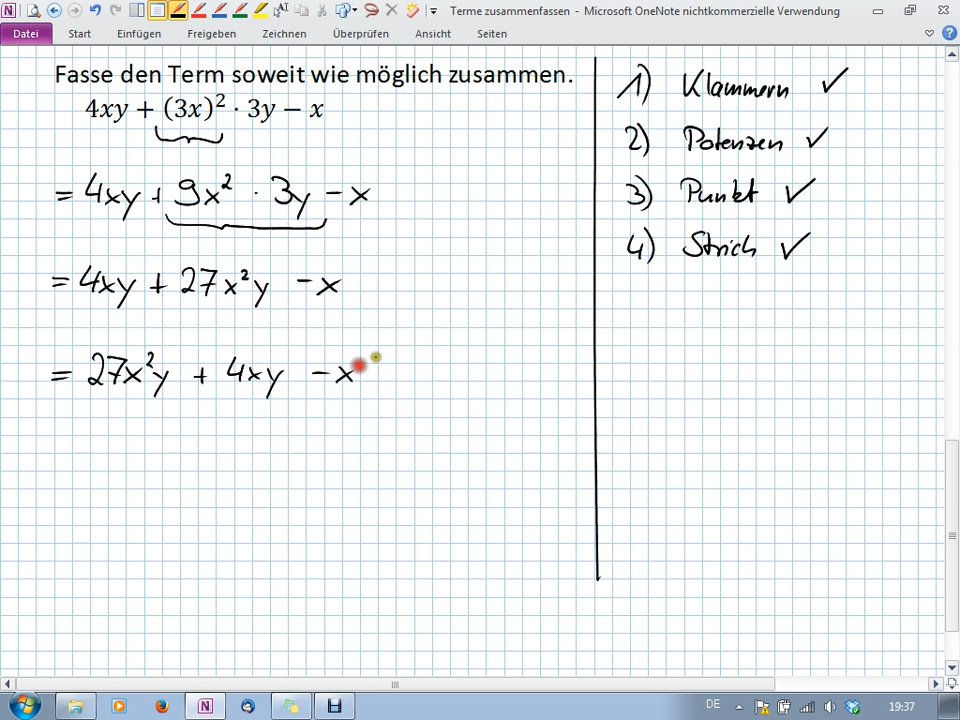 Terme zusammenfassen - Microsoft OneNote nichtkommerzielle Verwendung
Datei Start Einfügen Freigeben Zeichnen Überprüfen Ansicht Seiten
Fasse den Term soweit wie möglich zusammen.
4xy + (3x)² · 3y − x
= 4xy + 9x² · 3y − x
= 4xy + 27x²y − x
= 27x²y + 4xy − x
1) Klammern ✓
2) Potenzen ✓
3) Punkt ✓
4) Strich ✓
DE 19:37